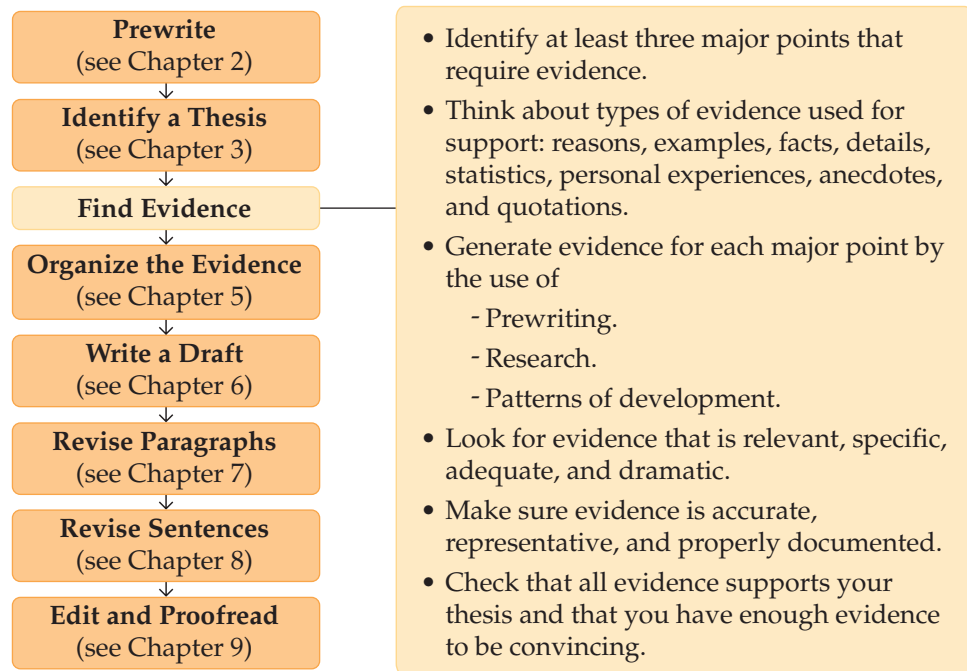 Prewrite
(see Chapter 2)
Identify a Thesis
(see Chapter 3)
Find Evidence
Organize the Evidence
(see Chapter 5)
Write a Draft
(see Chapter 6)
Revise Paragraphs
(see Chapter 7)
Revise Sentences
(see Chapter 8)
Edit and Proofread
(see Chapter 9)
• Identify at least three major points that
require evidence.
• Think about types of evidence used for
support: reasons, examples, facts, details,
statistics, personal experiences, anecdotes,
and quotations.
• Generate evidence for each major point by
the use of
- Prewriting.
- Research.
- Patterns of development.
• Look for evidence that is relevant, specific,
adequate, and dramatic.
• Make sure evidence is accurate,
representative, and properly documented.
• Check that all evidence supports your
thesis and that you have enough evidence
to be convincing.